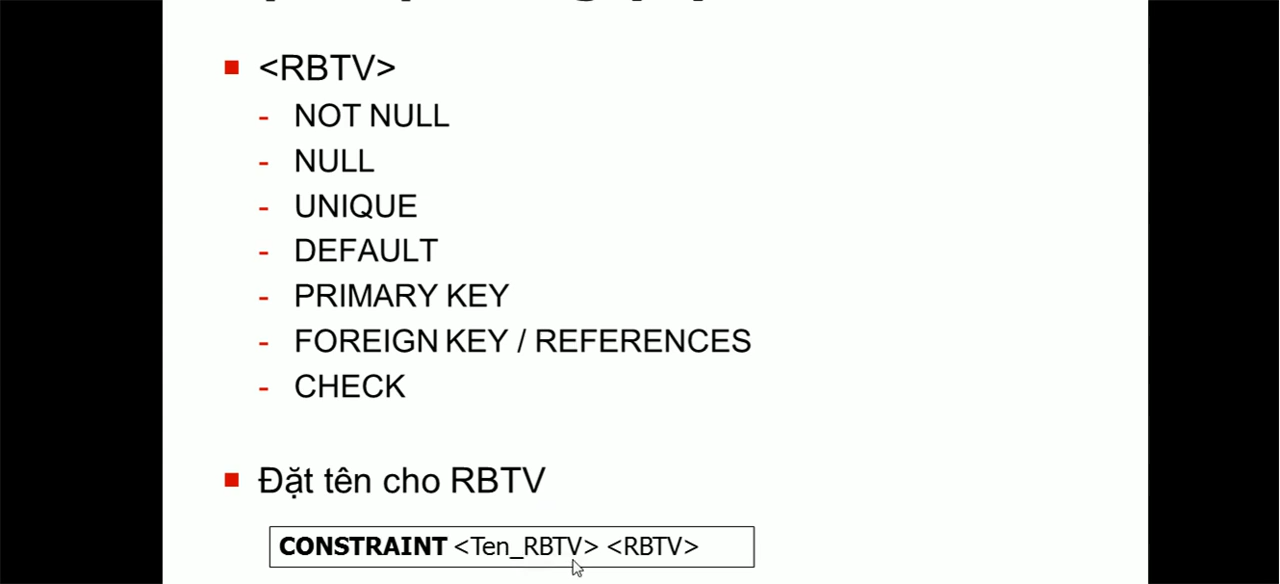 <RBTV>
- NOT NULL
- NULL
- UNIQUE
- DEFAULT
- PRIMARY KEY
- FOREIGN KEY / REFERENCES
- CHECK
Đặt tên cho RBTV
CONSTRAINT <Ten_RBTV> <RBTV>